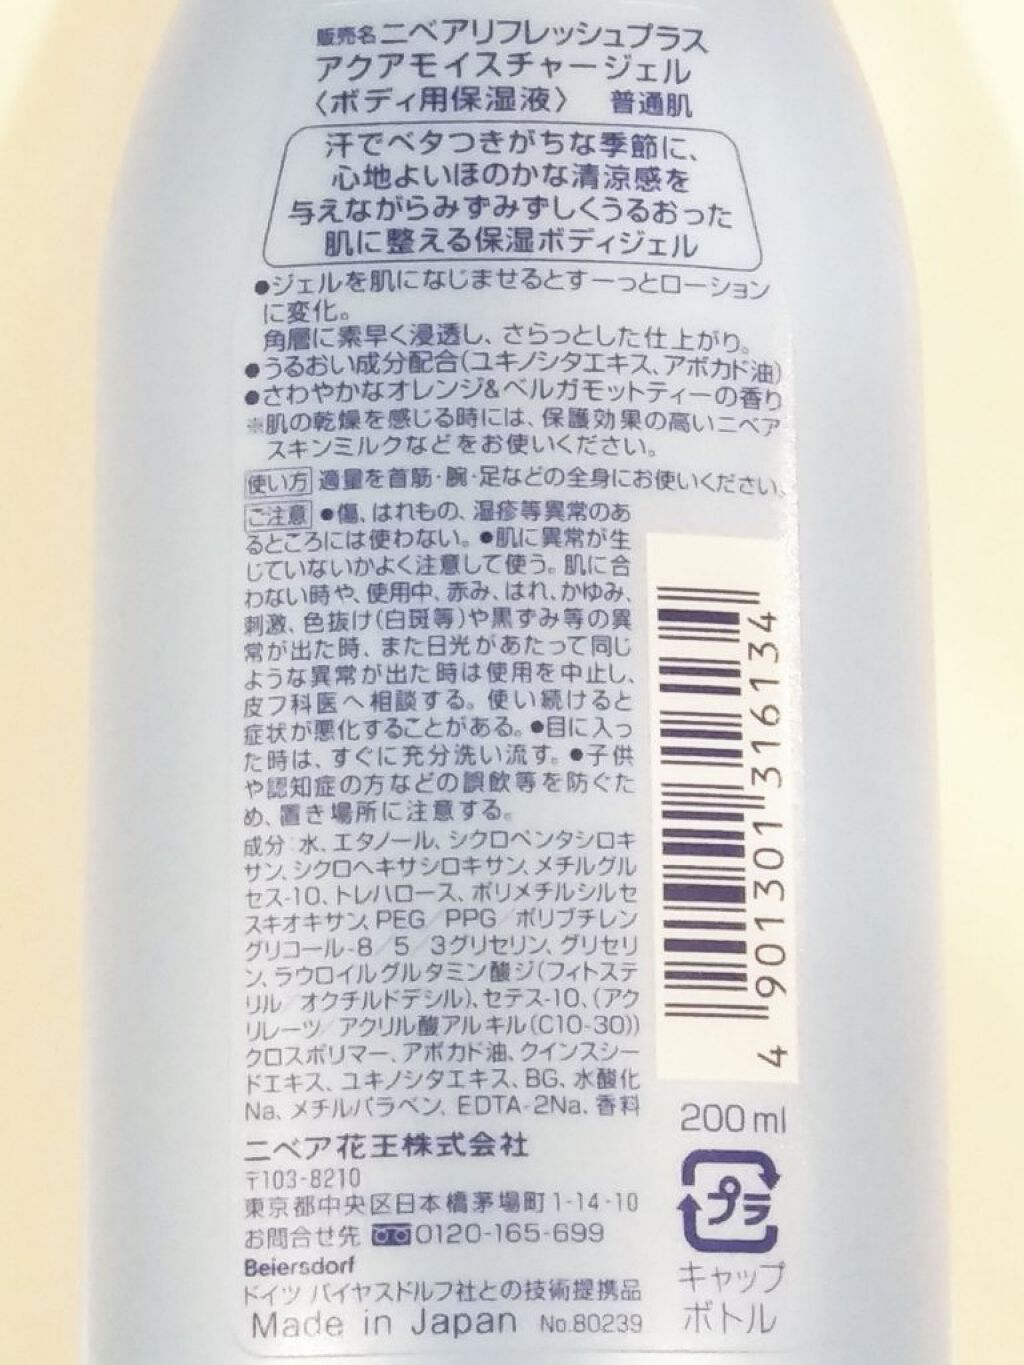 販売名ニベアリフレッシュプラス
アクアモイスチャージェル
〈ボディ用保湿液〉 普通肌
汗でベタつきがちな季節に、
心地よいほのかな清涼感を
与えながらみずみずしくうるおった
肌に整える保湿ボディジェル
●ジェルを肌になじませるとすーっとローション
に変化。
角層に素早く浸透し、さらっとした仕上がり。
●うるおい成分配合(ユキノシタエキス、アボカド油)
●さわやかなオレンジ&ベルガモットティーの香り
※肌の乾燥を感じる時には、保護効果の高いニベア
スキンミルクなどをお使いください。
使い方 適量を首筋・腕・足などの全身にお使いください。
ご注意 ●傷、はれもの、湿疹等異常のあ
るところには使わない。●肌に異常が生
じていないかよく注意して使う。肌に合
わない時や、使用中、赤み、はれ、かゆみ、
刺激、色抜け(白斑等)や黒ずみ等の異
常が出た時、また日光があたって同じ
ような異常が出た時は使用を中止し、
皮フ科医へ相談する。使い続けると
症状が悪化することがある。●目に入っ
た時は、すぐに充分洗い流す。●子供
や認知症の方などの誤飲等を防ぐた
め、置き場所に注意する。
成分:水、エタノール、シクロペンタシロキ
サン、シクロヘキサシロキサン、メチルグル
セス-10、トレハロース、ポリメチルシルセ
スキオキサン、PEG/PPG/ポリブチレン
グリコール-8/5/3グリセリン、グリセリ
ン、ラウロイルグルタミン酸ジ(フィトステ
リル/オクチルドデシル)、セテス-10、(アク
リレーツ/アクリル酸アルキル(C10-30))
クロスポリマー、アボカド油、クインスシー
ドエキス、ユキノシタエキス、BG、水酸化
Na、メチルパラベン、EDTA-2Na、香料
ニベア花王株式会社
〒103-8210
東京都中央区日本橋茅場町1-14-10
お問合せ先 0120-165-699
Beiersdorf
ドイツ バイヤスドルフ社との技術提携品
Made in Japan No.80239
4 901301 316134
200ml
プラ
キャップ
ボトル